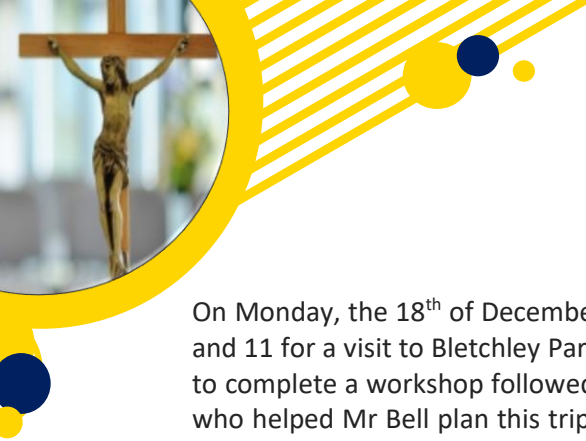 On Monday, the 18th of Decembe
and 11 for a visit to Bletchley Par
to complete a workshop followed
who helped Mr Bell plan this trip